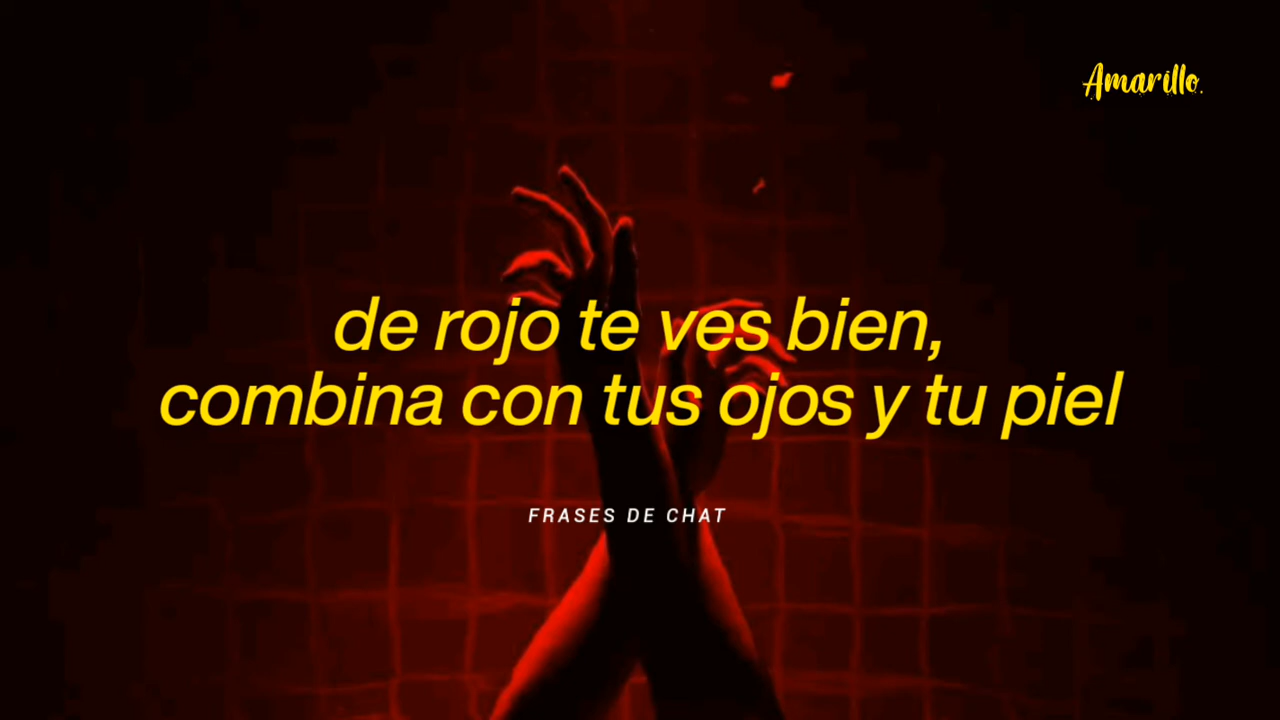 Amarillo.
de rojo te ves bien,
combina con tus ojos y tu piel
FRASES DE CHAT